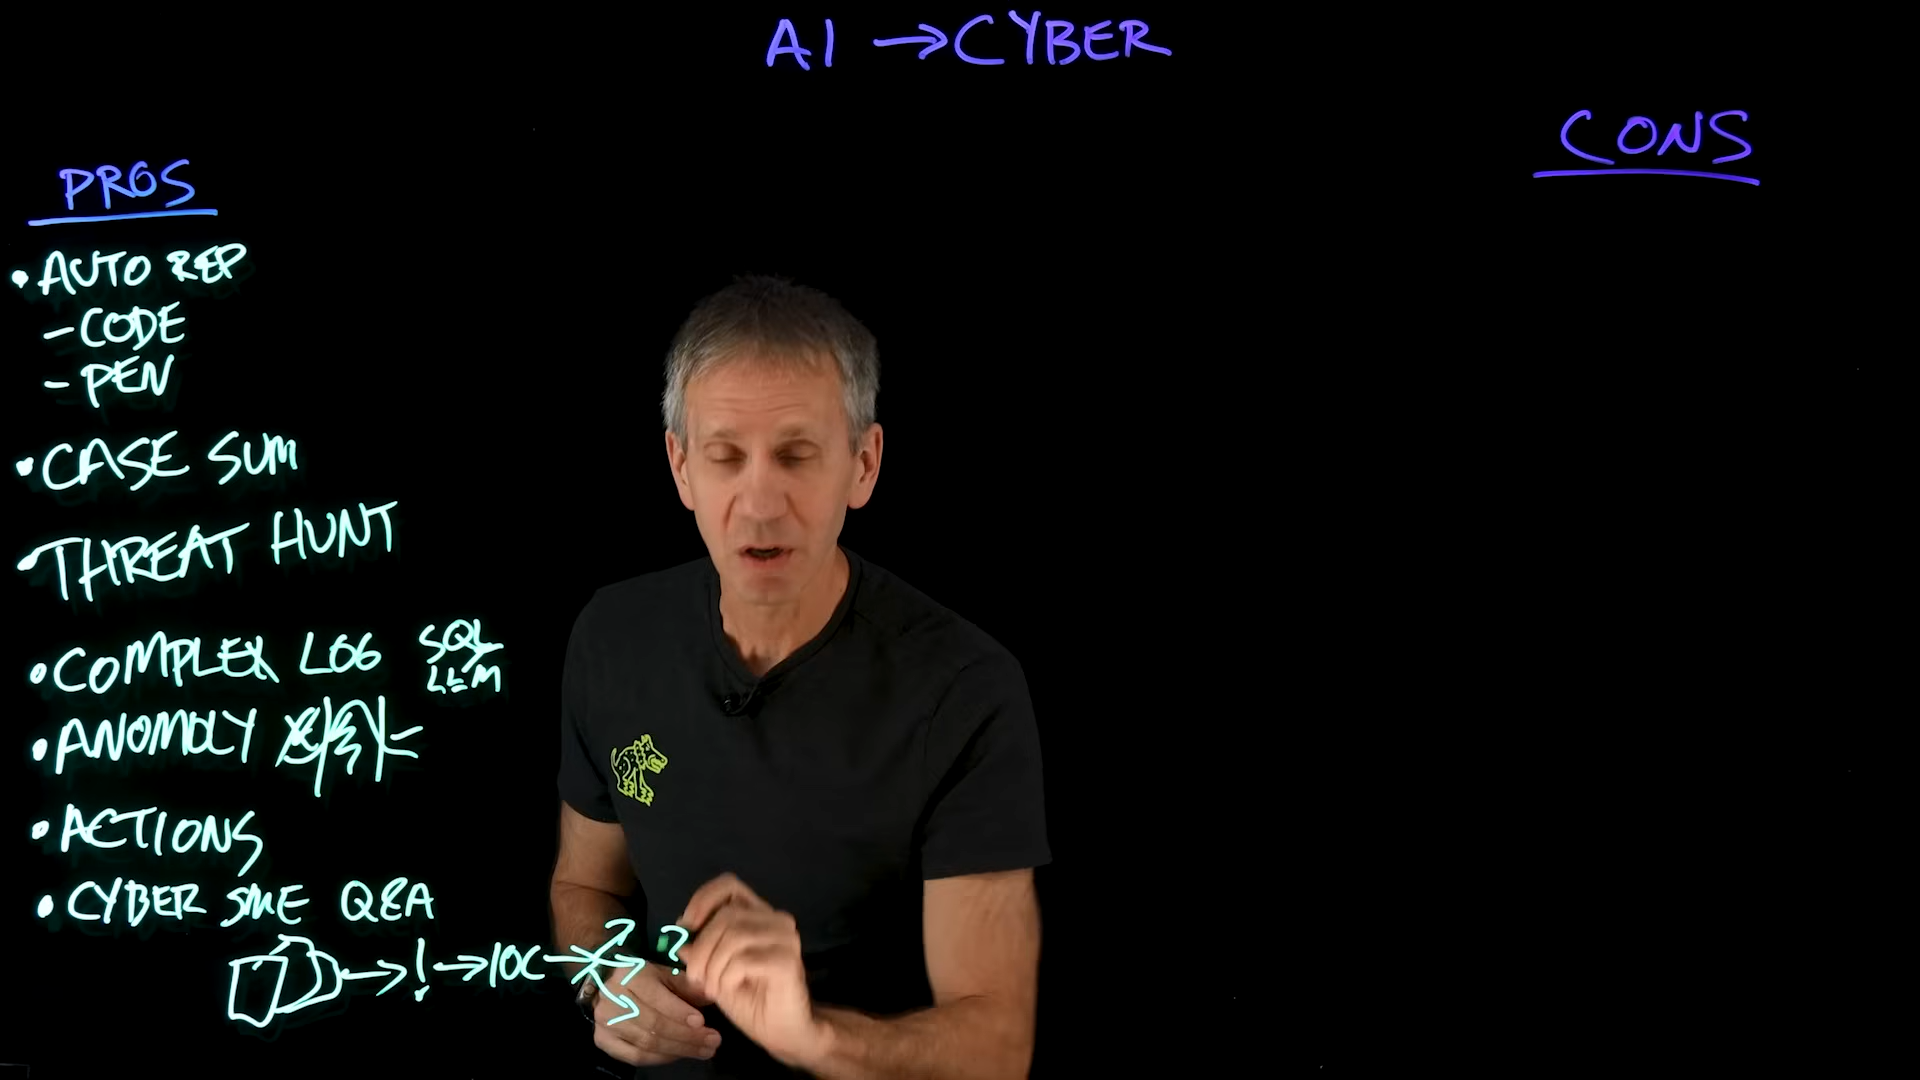 AI → CYBER
CONS
PROS
• AUTO REP
- CODE
- PEN
• CASE SUM
• THREAT HUNT
• COMPLEX LOG SQL
LLM
• ANOMOLY
• ACTIONS
• CYBER SME Q&A
→ ! → IOC → ?